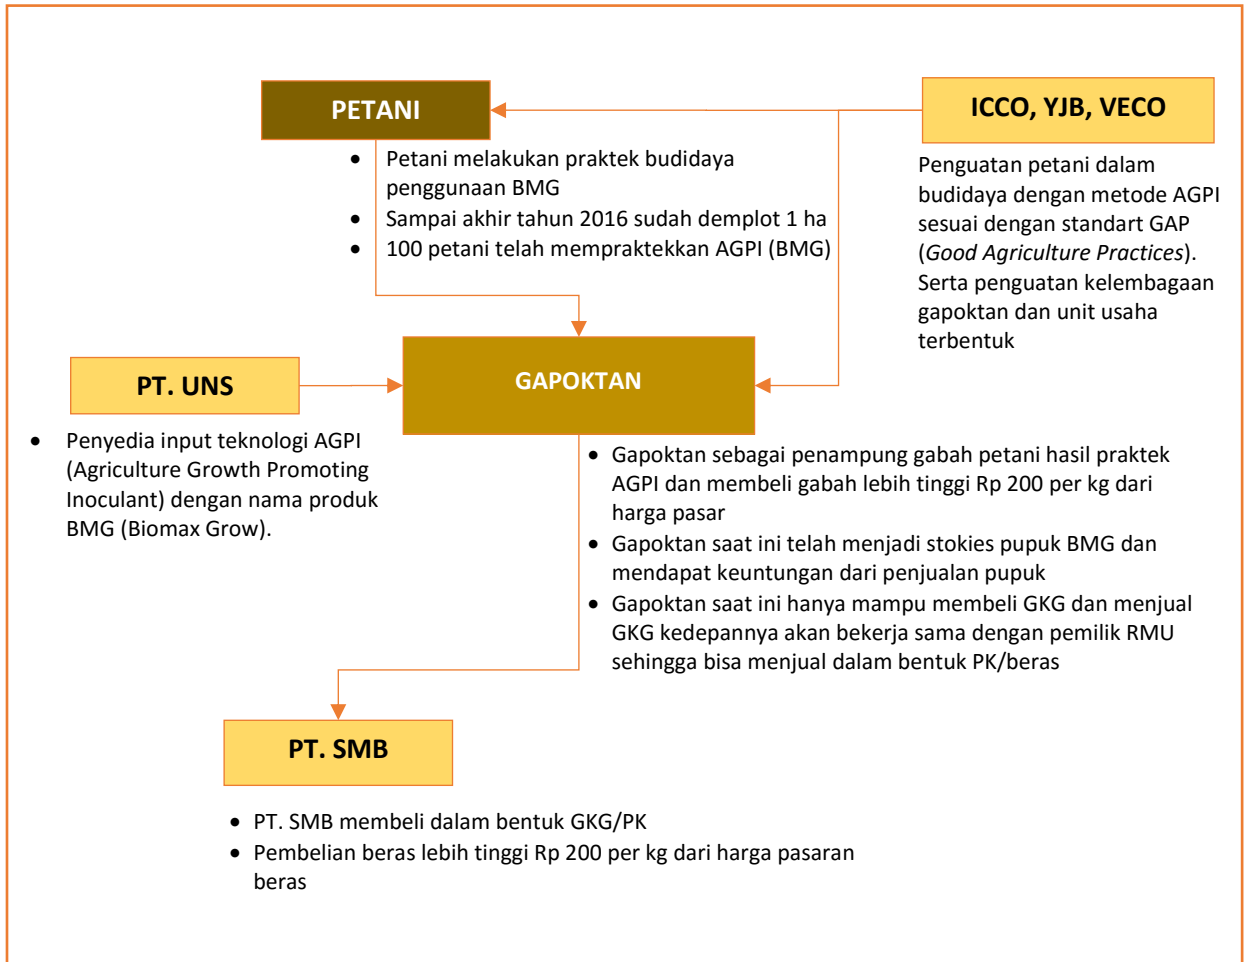 PETANI
ICCO, YJB, VECO
• Petani melakukan praktek budidaya
penggunaan BMG
• Sampai akhir tahun 2016 sudah demplot 1 ha
• 100 petani telah mempraktekkan AGPI (BMG)
Penguatan petani dalam
budidaya dengan metode AGPI
sesuai dengan standart GAP
(Good Agriculture Practices).
Serta penguatan kelembagaan
gapoktan dan unit usaha
terbentuk
PT. UNS
GAPOKTAN
• Penyedia input teknologi AGPI
(Agriculture Growth Promoting
Inoculant) dengan nama produk
BMG (Biomax Grow).
• Gapoktan sebagai penampung gabah petani hasil praktek
AGPI dan membeli gabah lebih tinggi Rp 200 per kg dari
harga pasar
• Gapoktan saat ini telah menjadi stokies pupuk BMG dan
mendapat keuntungan dari penjualan pupuk
• Gapoktan saat ini hanya mampu membeli GKG dan menjual
GKG kedepannya akan bekerja sama dengan pemilik RMU
sehingga bisa menjual dalam bentuk PK/beras
PT. SMB
• PT. SMB membeli dalam bentuk GKG/PK
• Pembelian beras lebih tinggi Rp 200 per kg dari harga pasaran
beras